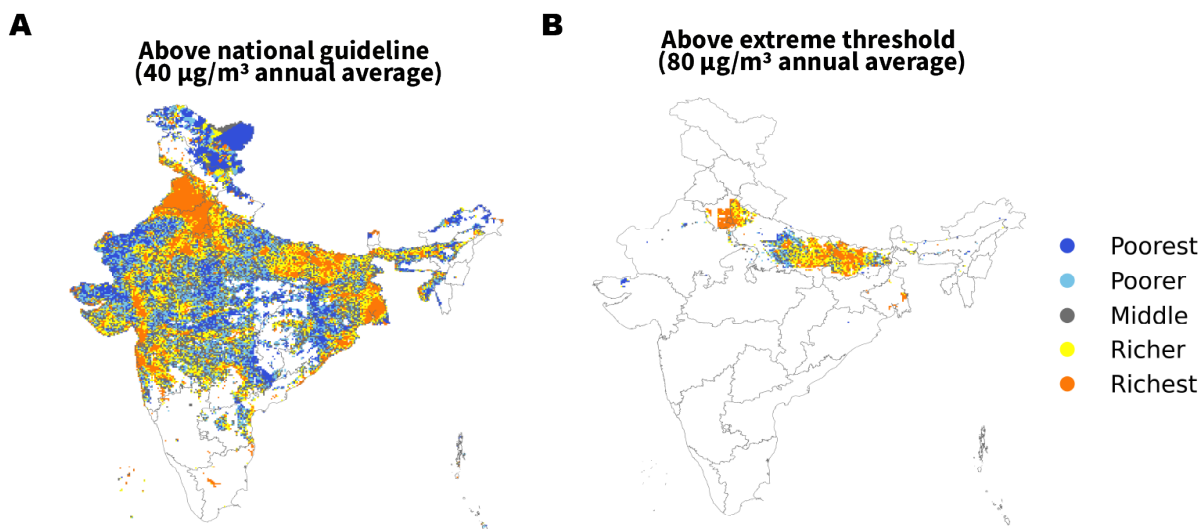 A
Above national guideline
(40 µg/m³ annual average)
B
Above extreme threshold
(80 µg/m³ annual average)
Poorest
Poorer
Middle
Richer
Richest